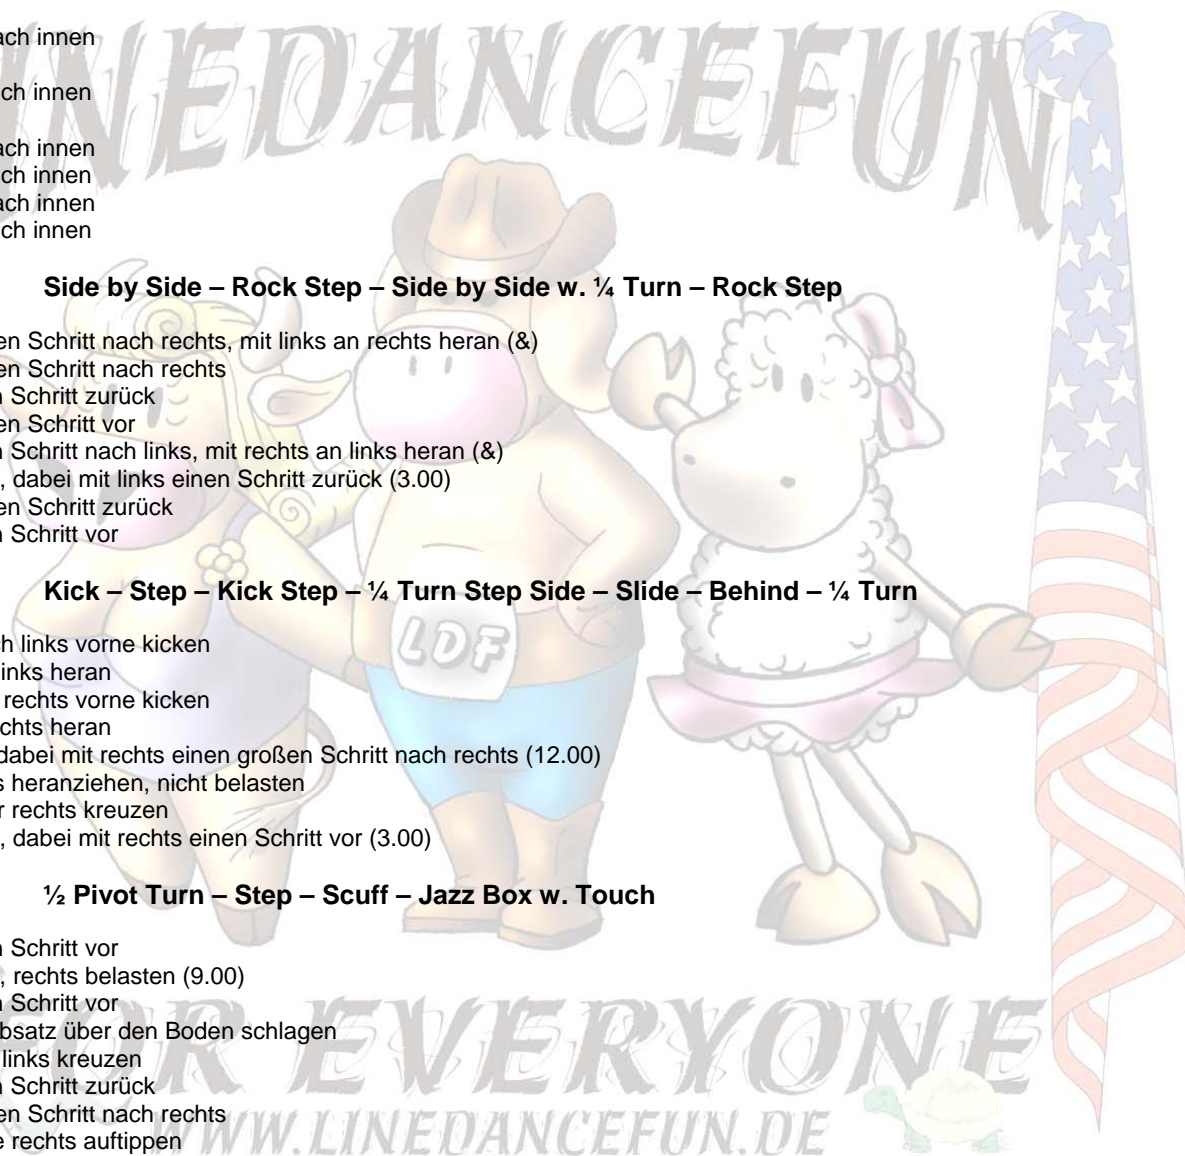 ach innen
ch innen
ach innen
ch innen
ach innen
ch innen
Side by Side – Rock Step – Side by Side w. ¼ Turn – Rock Step
en Schritt nach rechts, mit links an rechts heran (&)
en Schritt nach rechts
n Schritt zurück
en Schritt vor
n Schritt nach links, mit rechts an links heran (&)
, dabei mit links einen Schritt zurück (3.00)
en Schritt zurück
n Schritt vor
Kick – Step – Kick Step – ¼ Turn Step Side – Slide – Behind – ¼ Turn
ch links vorne kicken
links heran
rechts vorne kicken
chts heran
dabei mit rechts einen großen Schritt nach rechts (12.00)
s heranziehen, nicht belasten
r rechts kreuzen
, dabei mit rechts einen Schritt vor (3.00)
½ Pivot Turn – Step – Scuff – Jazz Box w. Touch
n Schritt vor
, rechts belasten (9.00)
n Schritt vor
bsatz über den Boden schlagen
links kreuzen
n Schritt zurück
en Schritt nach rechts
e rechts auftippen
INEDANCEFUN
LDF
FOR EVERYONE
WWW.LINEDANCEFUN.DE